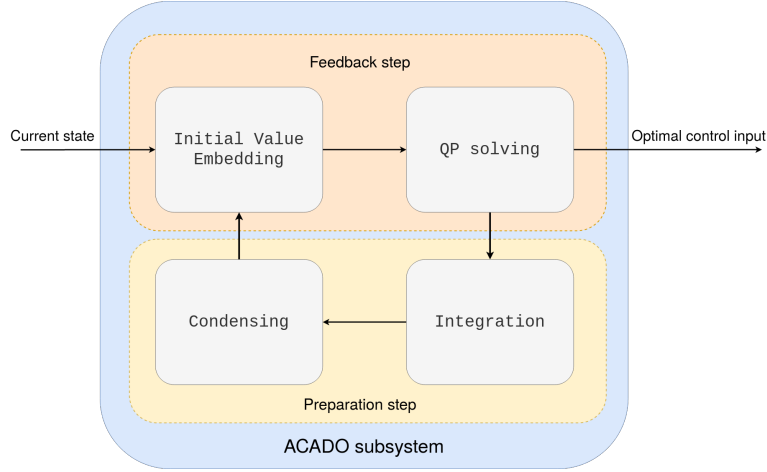 Feedback step
Current state
Initial Value
Embedding
QP solving
Optimal control input
Condensing
Integration
Preparation step
ACADO subsystem